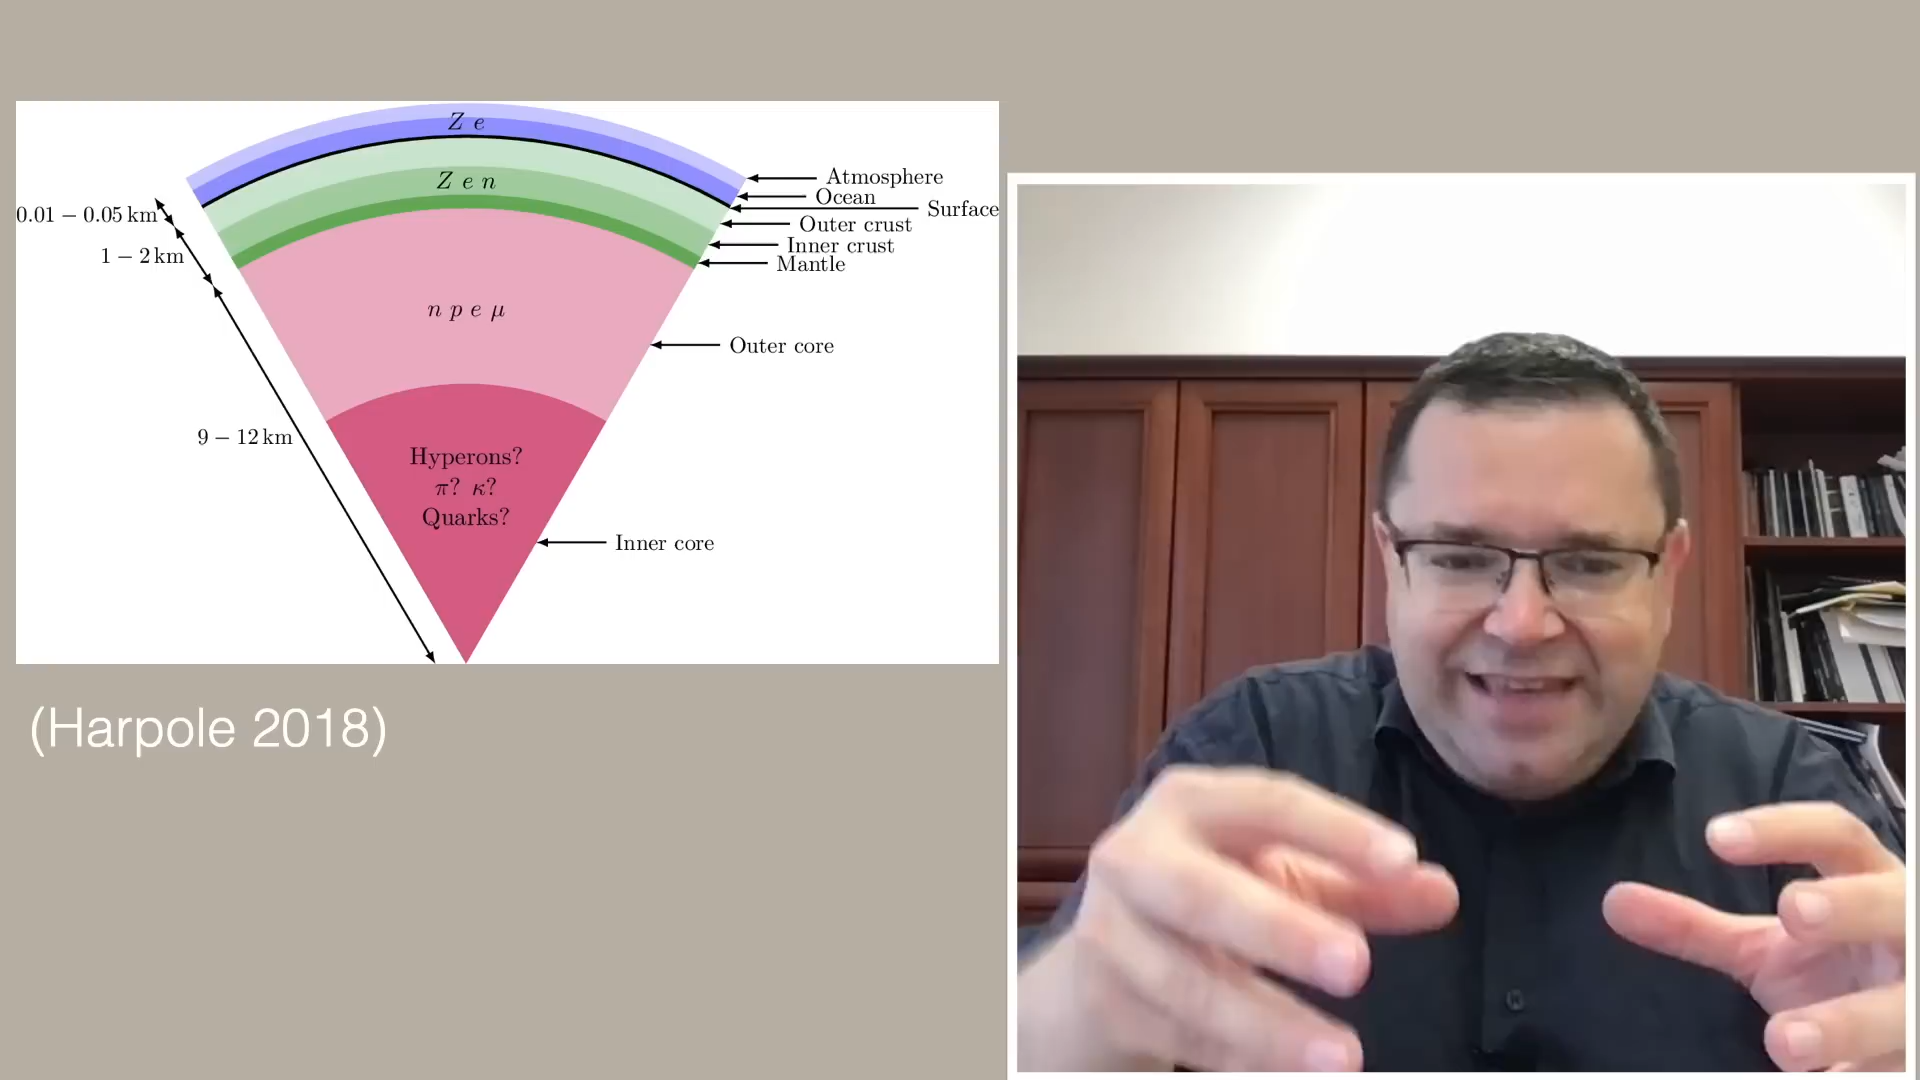 Z e
Z e n
Atmosphere
Ocean
Surface
Outer crust
Inner crust
Mantle
0.01 − 0.05 km
1 − 2 km
n p e μ
Outer core
9 − 12 km
Hyperons?
π? κ?
Quarks?
Inner core
(Harpole 2018)